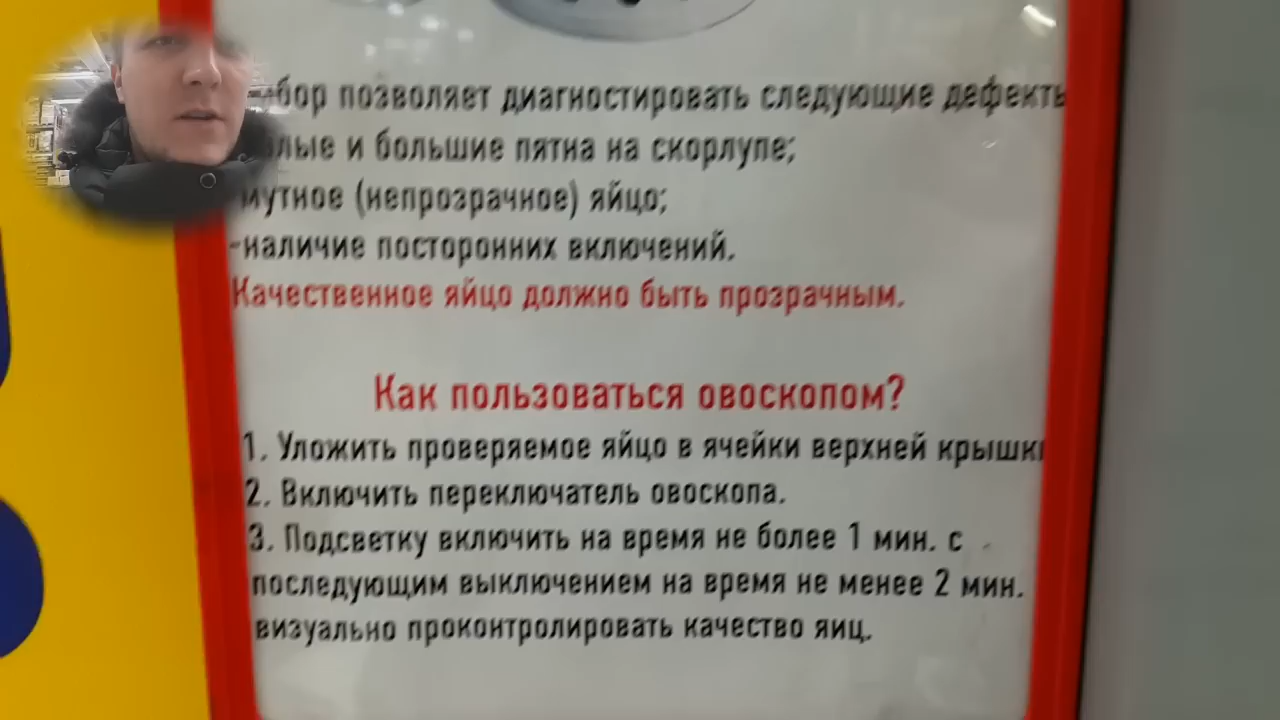 позволяет диагностировать следующие дефекты
и большие пятна на скорлупе;
мутное (непрозрачное) яйцо;
-наличие посторонних включений.
Качественное яйцо должно быть прозрачным.
Как пользоваться овоскопом?
1. Уложить проверяемое яйцо в ячейки верхней крышки
2. Включить переключатель овоскопа.
3. Подсветку включить на время не более 1 мин. с
последующим выключением на время не менее 2 мин.
визуально проконтролировать качество яиц.